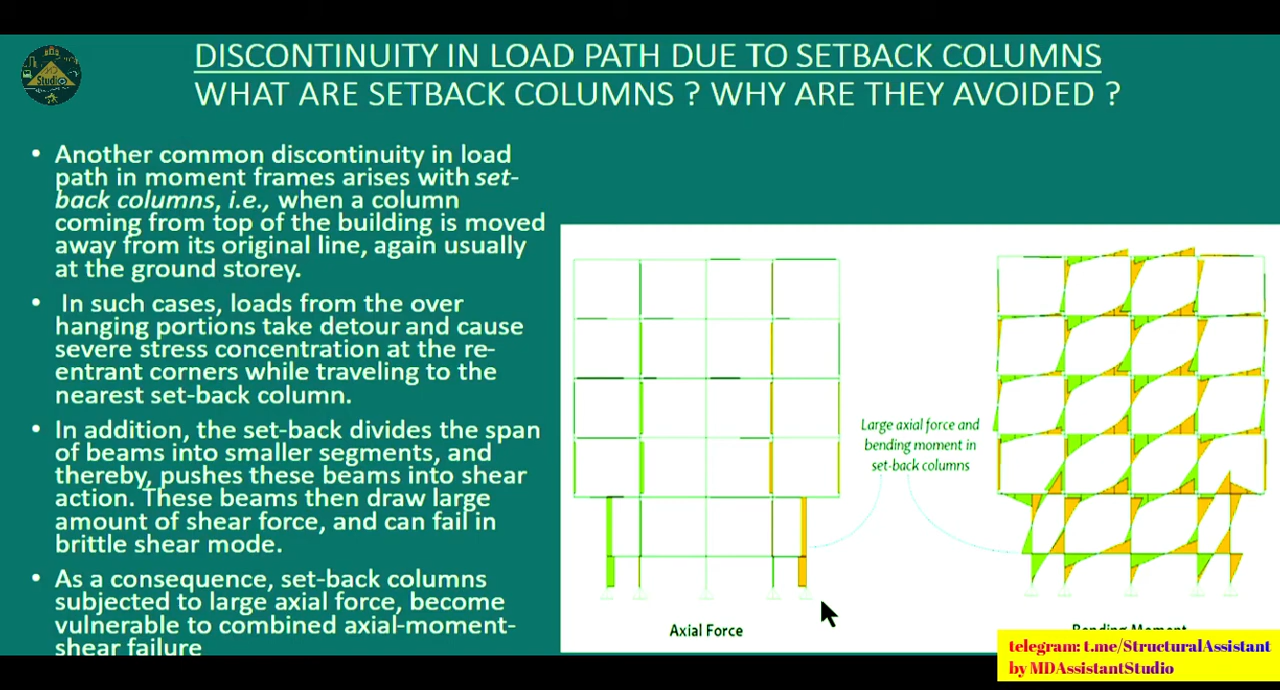 Studio
DISCONTINUITY IN LOAD PATH DUE TO SETBACK COLUMNS
WHAT ARE SETBACK COLUMNS ? WHY ARE THEY AVOIDED ?
• Another common discontinuity in load
path in moment frames arises with set-
back columns, i.e., when a column
coming from top of the building is moved
away from its original line, again usually
at the ground storey.
• In such cases, loads from the over
hanging portions take detour and cause
severe stress concentration at the re-
entrant corners while traveling to the
nearest set-back column.
• In addition, the set-back divides the span
of beams into smaller segments, and
thereby, pushes these beams into shear
action. These beams then draw large
amount of shear force, and can fail in
brittle shear mode.
• As a consequence, set-back columns
subjected to large axial force, become
vulnerable to combined axial-moment-
shear failure
Large axial force and
bending moment in
set-back columns
Axial Force
Bending Moment
telegram: t.me/StructuralAssistant
by MDAssistantStudio